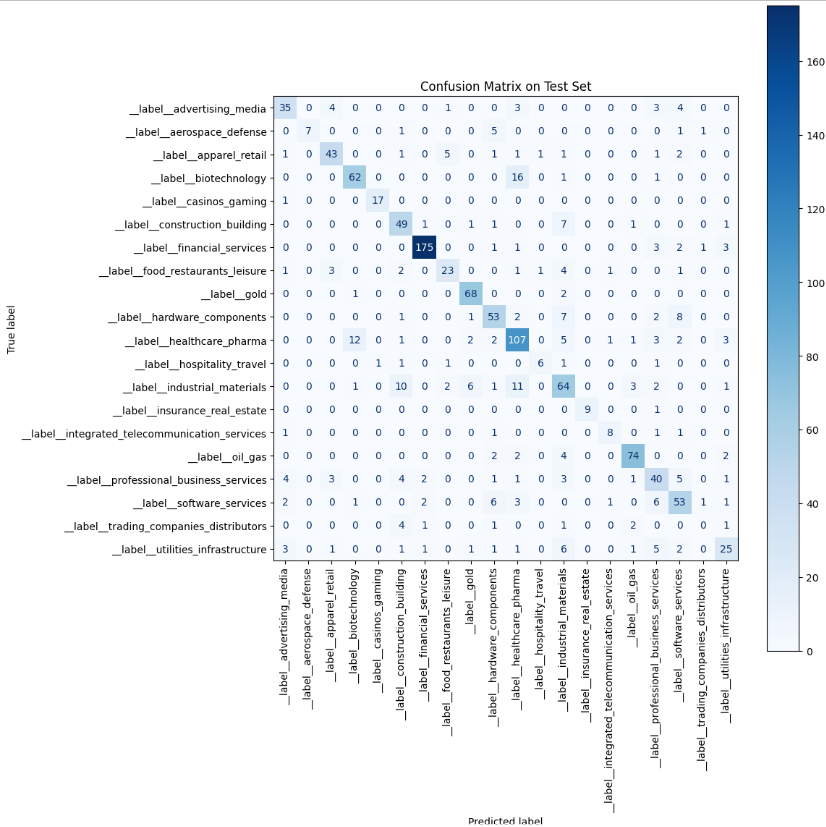 Confusion Matrix on Test Set
__label__advertising_media 35 0 4 0 0 0 0 1 0 0 3 0 0 0 0 0 3 4 0 0
__label__aerospace_defense 0 7 0 0 0 1 0 0 0 5 0 0 0 0 0 0 0 1 1 0
__label__apparel_retail 1 0 43 0 0 1 0 5 0 1 1 1 1 0 0 0 1 2 0 0
__label__biotechnology 0 0 0 62 0 0 0 0 0 0 16 0 1 0 0 0 1 0 0 0
__label__casinos_gaming 1 0 0 0 17 0 0 0 0 0 0 0 0 0 0 0 0 0 0 0
__label__construction_building 0 0 0 0 0 49 1 0 1 1 0 0 7 0 0 1 0 0 0 1
__label__financial_services 0 0 0 0 0 0 175 0 0 1 1 0 0 0 0 0 3 2 1 3
__label__food_restaurants_leisure 1 0 3 0 0 2 0 23 0 0 1 1 4 0 1 0 0 1 0 0
__label__gold 0 0 0 1 0 0 0 0 68 0 0 0 2 0 0 0 0 0 0 0
__label__hardware_components 0 0 0 0 0 1 0 0 1 53 2 0 7 0 0 0 2 8 0 0
__label__healthcare_pharma 0 0 0 12 0 0 0 0 2 2 107 0 5 0 1 1 3 2 0 3
__label__hospitality_travel 0 0 0 0 1 1 0 1 0 0 0 6 1 0 0 0 1 0 0 0
__label__industrial_materials 0 0 0 1 0 10 0 2 6 1 11 0 64 0 0 3 2 0 0 1
__label__insurance_real_estate 0 0 0 0 0 0 0 0 0 0 0 0 0 9 0 0 1 0 0 0
__label__integrated_telecommunication_services 1 0 0 0 0 0 0 0 0 1 0 0 0 0 8 0 1 1 0 0
__label__oil_gas 0 0 0 0 0 0 0 0 0 2 2 0 4 0 0 74 0 0 0 2
__label__professional_business_services 4 0 3 0 0 4 2 0 0 1 1 0 3 0 0 1 40 5 0 1
__label__software_services 2 0 0 1 0 0 2 0 0 6 3 0 0 0 1 0 6 53 1 1
__label__trading_companies_distributors 0 0 0 0 0 4 1 0 0 1 0 0 1 0 0 2 0 0 0 1
__label__utilities_infrastructure 3 0 1 0 0 1 1 0 1 1 1 0 6 0 0 1 5 2 0 25
True label
__label__advertising_media
__label__aerospace_defense
__label__apparel_retail
__label__biotechnology
__label__casinos_gaming
__label__construction_building
__label__financial_services
__label__food_restaurants_leisure
__label__gold
__label__hardware_components
__label__healthcare_pharma
__label__hospitality_travel
__label__industrial_materials
__label__insurance_real_estate
__label__integrated_telecommunication_services
__label__oil_gas
__label__professional_business_services
__label__software_services
__label__trading_companies_distributors
__label__utilities_infrastructure
Predicted label
160
140
120
100
80
60
40
20
0